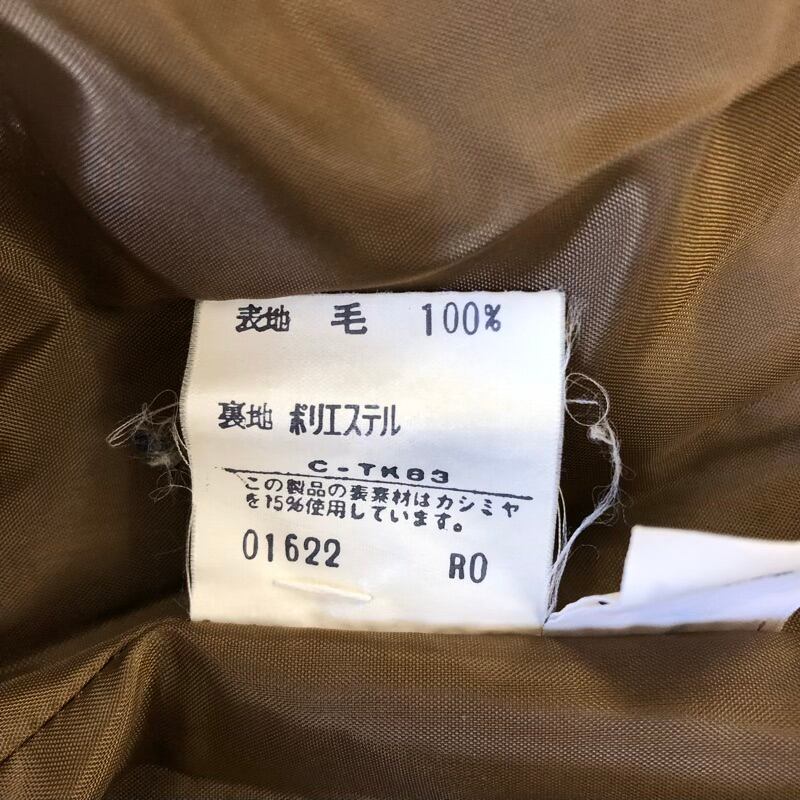 表地 毛 100%
裏地 ポリエステル
C-TK83
この製品の表素材はカシミヤ
を15%使用しています。
01622 R0